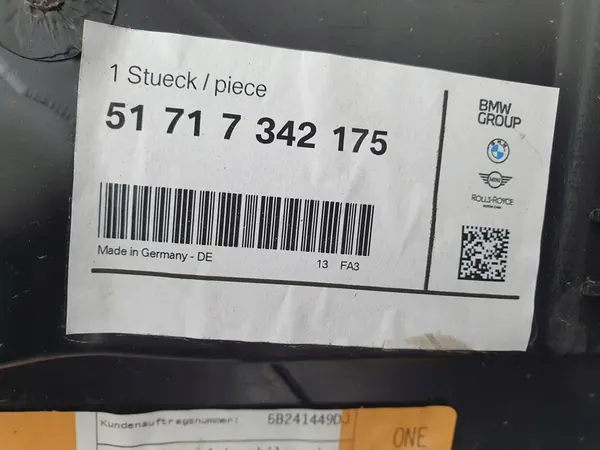 1 Stueck / piece
51 71 7 342 175
Made in Germany - DE
13 FA3
BMW
GROUP
MINI
ROLLS-ROYCE
Kundenauftragsnummer:
ONE